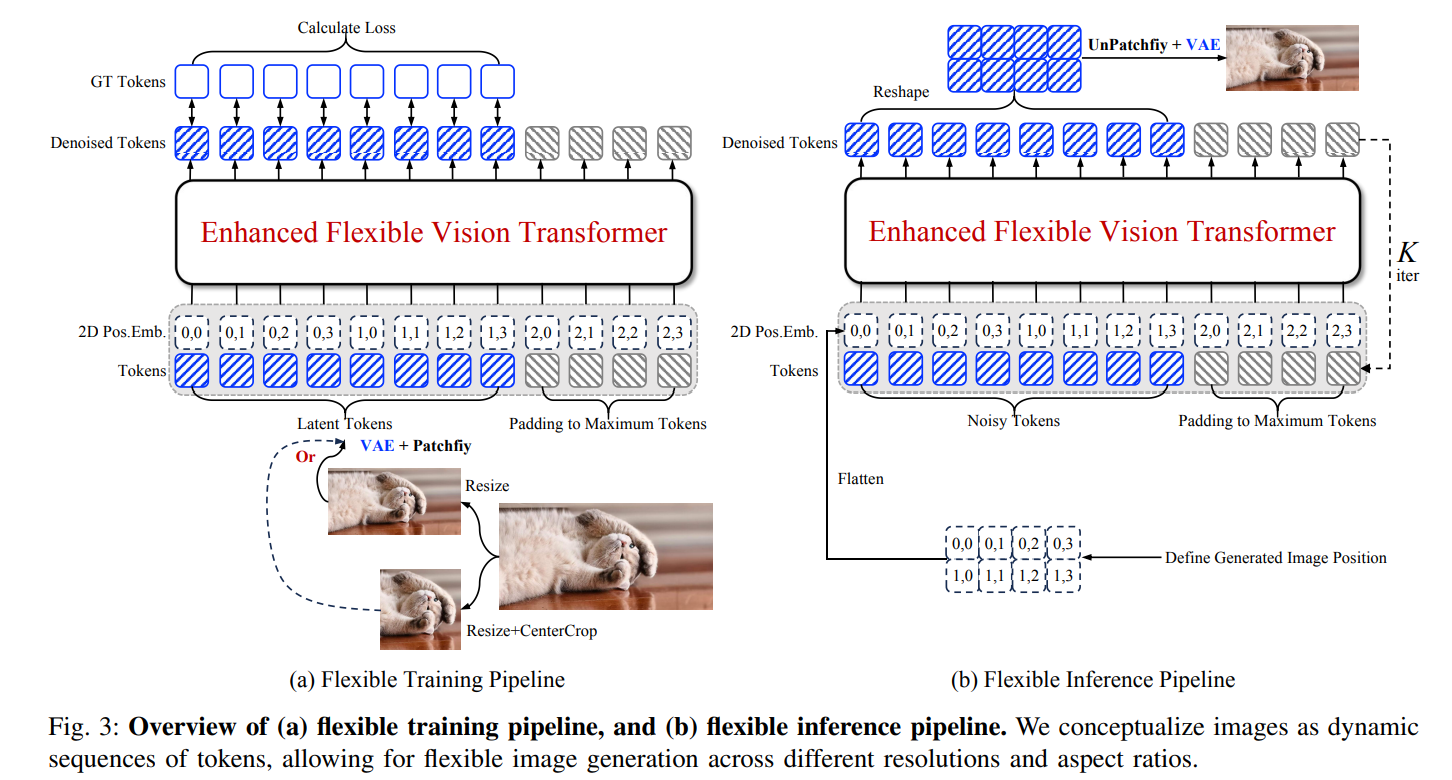 Calculate Loss
GT Tokens
Denoised Tokens
Enhanced Flexible Vision Transformer
2D Pos.Emb. 0,0 0,1 0,2 0,3 1,0 1,1 1,2 1,3 2,0 2,1 2,2 2,3
Tokens
Latent Tokens
Padding to Maximum Tokens
Or
VAE + Patchfiy
Resize
Resize+CenterCrop
(a) Flexible Training Pipeline
UnPatchfiy + VAE
Reshape
Denoised Tokens
Enhanced Flexible Vision Transformer
K
iter
2D Pos.Emb. 0,0 0,1 0,2 0,3 1,0 1,1 1,2 1,3 2,0 2,1 2,2 2,3
Tokens
Noisy Tokens
Padding to Maximum Tokens
Flatten
0,0 0,1 0,2 0,3
1,0 1,1 1,2 1,3
Define Generated Image Position
(b) Flexible Inference Pipeline
Fig. 3: Overview of (a) flexible training pipeline, and (b) flexible inference pipeline. We conceptualize images as dynamic
sequences of tokens, allowing for flexible image generation across different resolutions and aspect ratios.